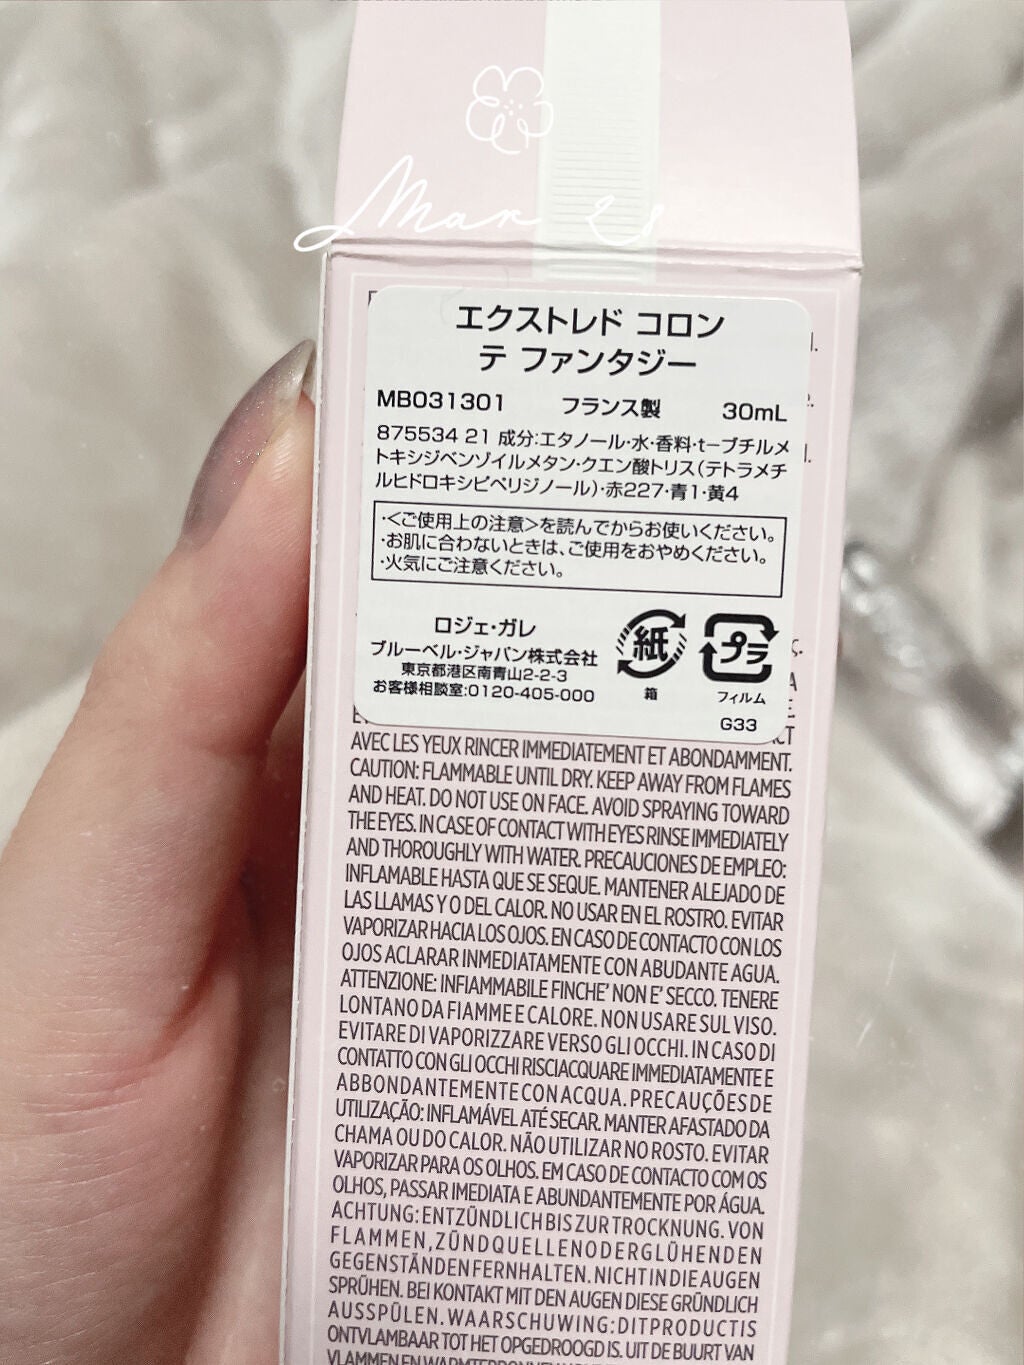 Mar 28
エクストレド コロン
テ ファンタジー
MB031301 フランス製 30mL
875534 21 成分:エタノール・水・香料・t-ブチルメ
トキシジベンゾイルメタン・クエン酸トリス(テトラメチ
ルヒドロキシピペリジノール)・赤227・青1・黄4
・<ご使用上の注意>を読んでからお使いください。
・お肌に合わないときは、ご使用をおやめください。
・火気にご注意ください。
ロジェ・ガレ
ブルーベル・ジャパン株式会社
東京都港区南青山2-2-3
お客様相談室:0120-405-000
紙
箱
プラ
フィルム
G33
AVEC LES YEUX RINCER IMMEDIATEMENT ET ABONDAMMENT.
CAUTION: FLAMMABLE UNTIL DRY. KEEP AWAY FROM FLAMES
AND HEAT. DO NOT USE ON FACE. AVOID SPRAYING TOWARD
THE EYES. IN CASE OF CONTACT WITH EYES RINSE IMMEDIATELY
AND THOROUGHLY WITH WATER. PRECAUCIONES DE EMPLEO:
INFLAMABLE HASTA QUE SE SEQUE. MANTENER ALEJADO DE
LAS LLAMAS Y O DEL CALOR. NO USAR EN EL ROSTRO. EVITAR
VAPORIZAR HACIA LOS OJOS. EN CASO DE CONTACTO CON LOS
OJOS ACLARAR INMEDIATAMENTE CON ABUDANTE AGUA.
ATTENZIONE: INFIAMMABILE FINCHE' NON E' SECCO. TENERE
LONTANO DA FIAMME E CALORE. NON USARE SUL VISO.
EVITARE DI VAPORIZZARE VERSO GLI OCCHI. IN CASO DI
CONTATTO CON GLI OCCHI RISCIACQUARE IMMEDIATAMENTE E
ABBONDANTEMENTE CON ACQUA. PRECAUÇÕES DE
UTILIZAÇÃO: INFLAMÁVEL ATÉ SECAR. MANTER AFASTADO DA
CHAMA OU DO CALOR. NÃO UTILIZAR NO ROSTO. EVITAR
VAPORIZAR PARA OS OLHOS. EM CASO DE CONTACTO COM OS
OLHOS, PASSAR IMEDIATA E ABUNDANTEMENTE POR ÁGUA.
ACHTUNG: ENTZÜNDLICH BIS ZUR TROCKNUNG. VON
FLAMMEN, ZÜNDQUELLEN ODER GLÜHENDEN
GEGENSTÄNDEN FERNHALTEN. NICHT IN DIE AUGEN
SPRÜHEN. BEI KONTAKT MIT DEN AUGEN DIESE GRÜNDLICH
AUSSPÜLEN. WAARSCHUWING: DIT PRODUCT IS
ONTVLAMBAAR TOT HET OPGEDROOGD IS. UIT DE BUURT VAN
VLAMMEN EN